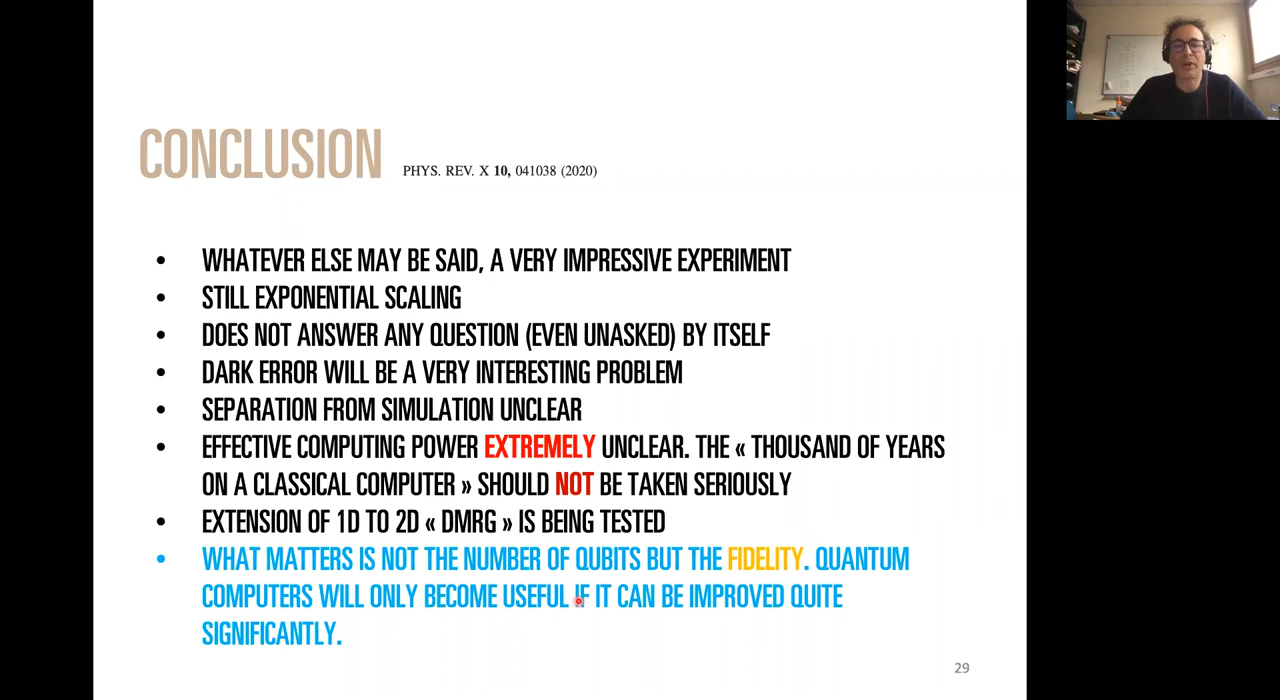 CONCLUSION PHYS. REV. X 10, 041038 (2020)
• WHATEVER ELSE MAY BE SAID, A VERY IMPRESSIVE EXPERIMENT
• STILL EXPONENTIAL SCALING
• DOES NOT ANSWER ANY QUESTION (EVEN UNASKED) BY ITSELF
• DARK ERROR WILL BE A VERY INTERESTING PROBLEM
• SEPARATION FROM SIMULATION UNCLEAR
• EFFECTIVE COMPUTING POWER EXTREMELY UNCLEAR. THE « THOUSAND OF YEARS
ON A CLASSICAL COMPUTER » SHOULD NOT BE TAKEN SERIOUSLY
• EXTENSION OF 1D TO 2D « DMRG » IS BEING TESTED
• WHAT MATTERS IS NOT THE NUMBER OF QUBITS BUT THE FIDELITY. QUANTUM
COMPUTERS WILL ONLY BECOME USEFUL IF IT CAN BE IMPROVED QUITE
SIGNIFICANTLY.
29